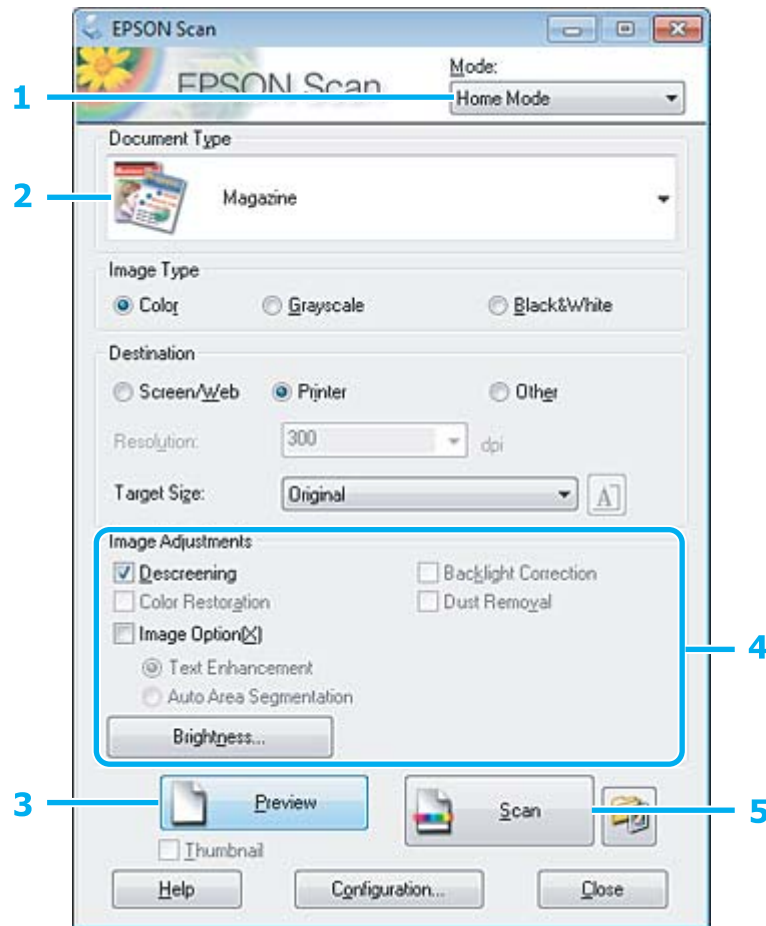 EPSON Scan
EPSON Scan
Mode:
1
Home Mode
Document Type
2
Magazine
Image Type
Color Grayscale Black&White
Destination
Screen/Web Printer Other
Resolution: 300 dpi
Target Size: Original A
Image Adjustments
Descreening Backlight Correction
Color Restoration Dust Removal
Image Option(X)
4
Text Enhancement
Auto Area Segmentation
Brightness...
3 Preview Scan 5
Thumbnail
Help Configuration... Close